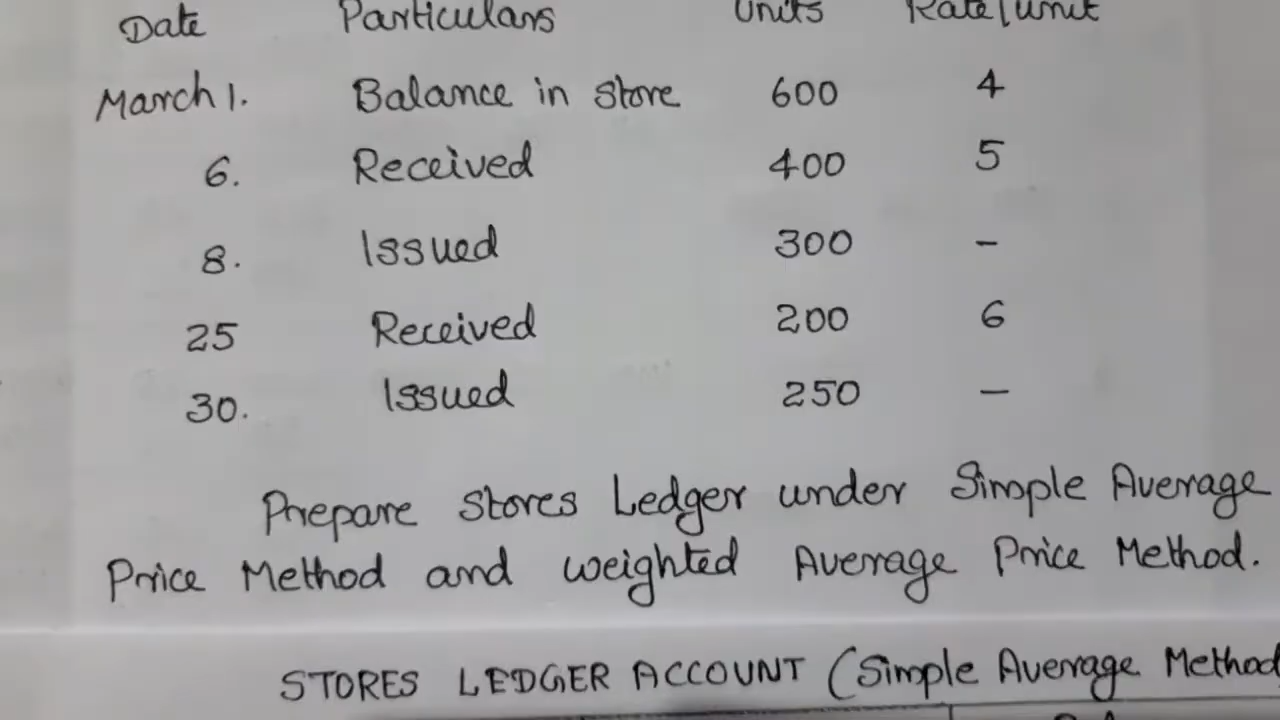 Date Particulars Units Rate/unit
March 1. Balance in store 600 4
6. Received 400 5
8. Issued 300 -
25 Received 200 6
30. Issued 250 -
Prepare Stores Ledger under Simple Average
Price Method and weighted Average Price Method.
STORES LEDGER ACCOUNT (Simple Average Method